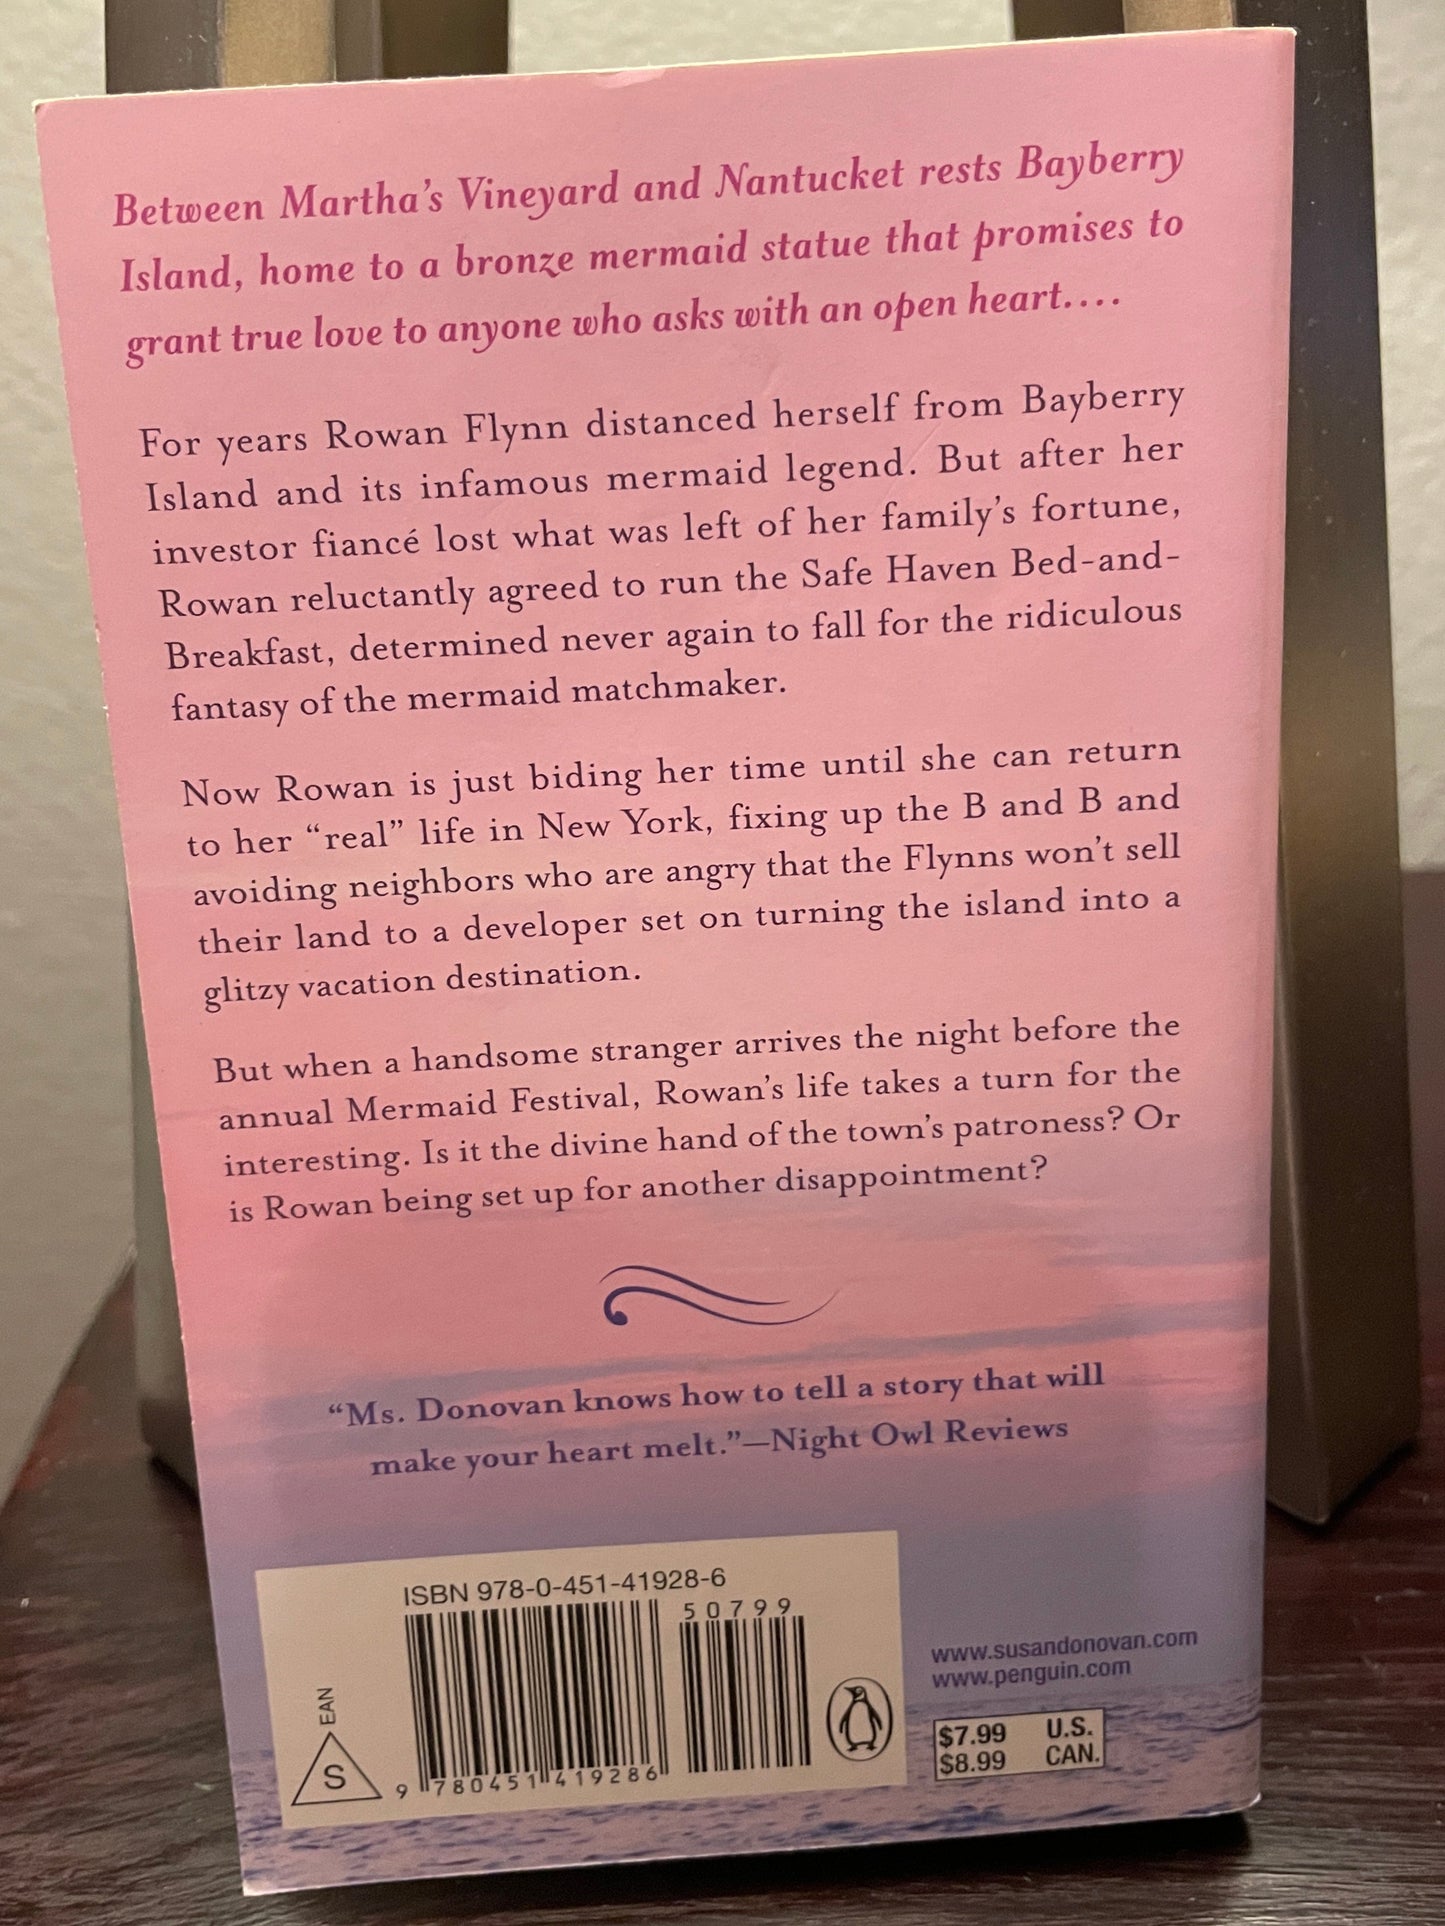 Between Martha's Vineyard and Nantucket rests Bayberry
Island, home to a bronze mermaid statue that promises to
grant true love to anyone who asks with an open heart....
For years Rowan Flynn distanced herself from Bayberry
Island and its infamous mermaid legend. But after her
investor fiancé lost what was left of her family's fortune,
Rowan reluctantly agreed to run the Safe Haven Bed-and-
Breakfast, determined never again to fall for the ridiculous
fantasy of the mermaid matchmaker.
Now Rowan is just biding her time until she can return
to her "real" life in New York, fixing up the B and B and
avoiding neighbors who are angry that the Flynns won't sell
their land to a developer set on turning the island into a
glitzy vacation destination.
But when a handsome stranger arrives the night before the
annual Mermaid Festival, Rowan's life takes a turn for the
interesting. Is it the divine hand of the town's patroness? Or
is Rowan being set up for another disappointment?
"Ms. Donovan knows how to tell a story that will
make your heart melt."—Night Owl Reviews
ISBN 978-0-451-41928-6
50799
EAN
S
9 780451 419286
www.susandonovan.com
www.penguin.com
$7.99 U.S.
$8.99 CAN.